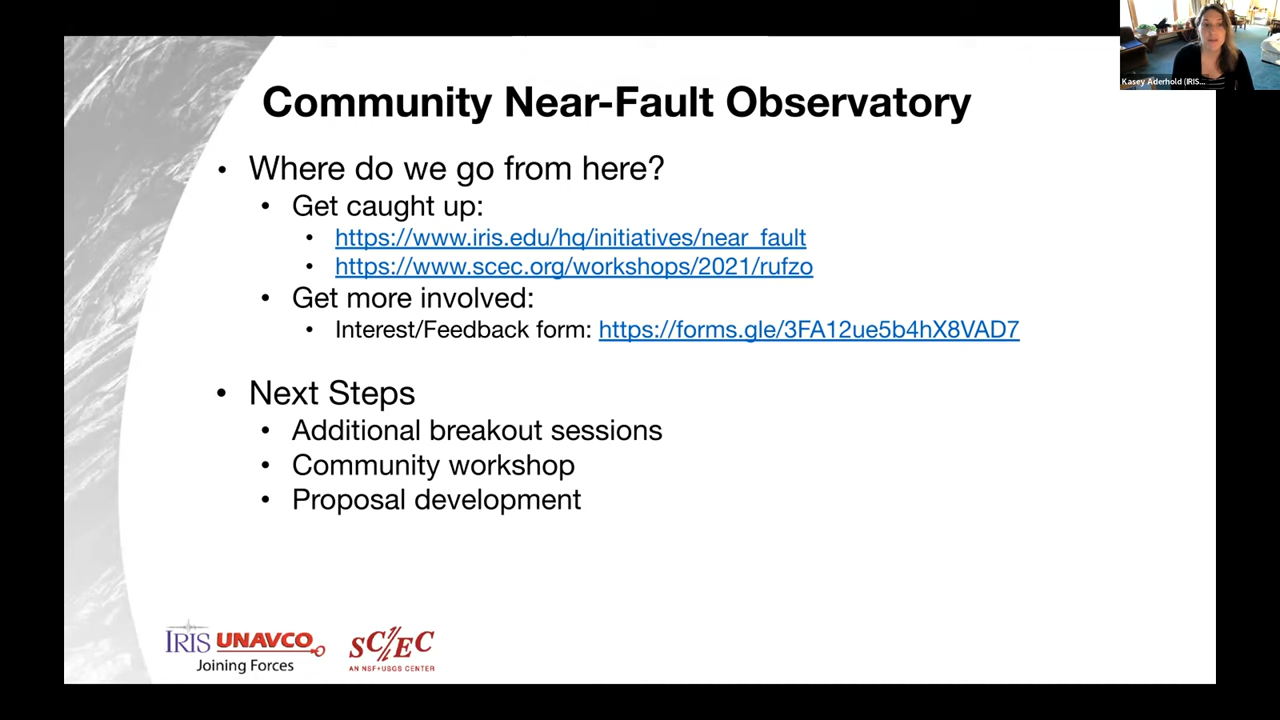 Kasey Aderhold (IRIS...
Community Near-Fault Observatory
• Where do we go from here?
• Get caught up:
• https://www.iris.edu/hq/initiatives/near_fault
• https://www.scec.org/workshops/2021/rufzo
• Get more involved:
• Interest/Feedback form: https://forms.gle/3FA12ue5b4hX8VAD7
• Next Steps
• Additional breakout sessions
• Community workshop
• Proposal development
IRIS UNAVCO
Joining Forces
SC/EC
AN NSF+USGS CENTER